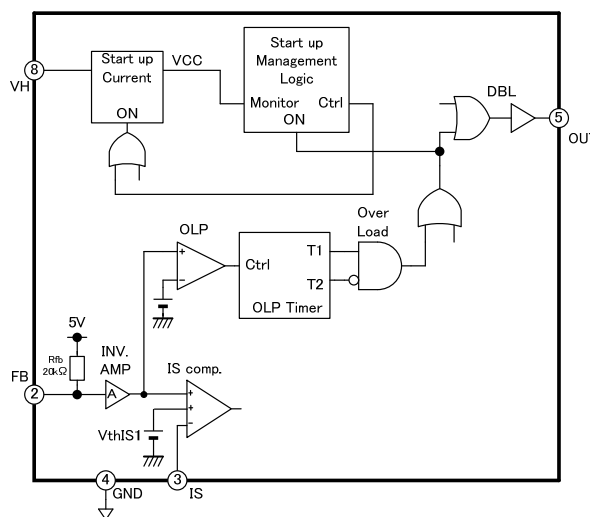 Start up
Current
ON
VCC
Start up
Management
Logic
Monitor Ctrl
ON
DBL
8
VH
5
OUT
OLP
Ctrl
T1
T2
OLP Timer
Over
Load
5V
Rfb
20kΩ
INV.
AMP
A
FB
2
IS comp.
VthIS1
4
GND
3
IS